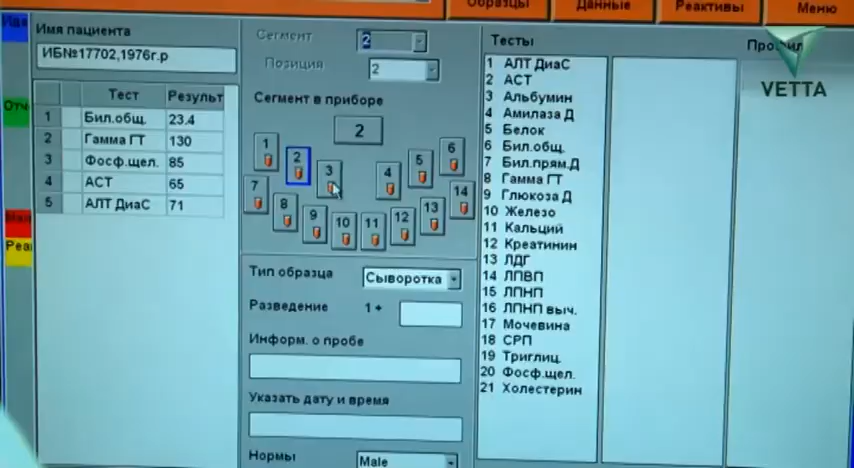 Образцы
Данные
Реактивы
Меню
Имя пациента
ИБ№17702,1976г.р
Тест Результ
1 Бил.общ. 23.4
2 Гамма ГТ 130
3 Фосф.щел. 85
4 АСТ 65
5 АЛТ ДиаС 71
Сегмент 2
Позиция 2
Сегмент в приборе
2
1 2 3 4 5 6
7 8 9 10 11 12 13 14
Тип образца Сыворотка
Разведение 1 +
Информ. о пробе
Указать дату и время
Нормы Male
Тесты
1 АЛТ ДиаС
2 АСТ
3 Альбумин
4 Амилаза Д
5 Белок
6 Бил.общ.
7 Бил.прям.Д
8 Гамма ГТ
9 Глюкоза Д
10 Железо
11 Кальций
12 Креатинин
13 ЛДГ
14 ЛПВП
15 ЛПНП
16 ЛПНП выч.
17 Мочевина
18 СРП
19 Триглиц.
20 Фосф.щел.
21 Холестерин
VETTA